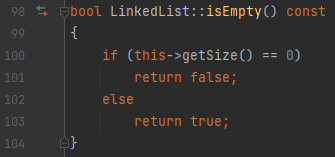 98 bool LinkedList::isEmpty() const
99 {
100     if (this->getSize() == 0)
101         return false;
102     else
103         return true;
104 }